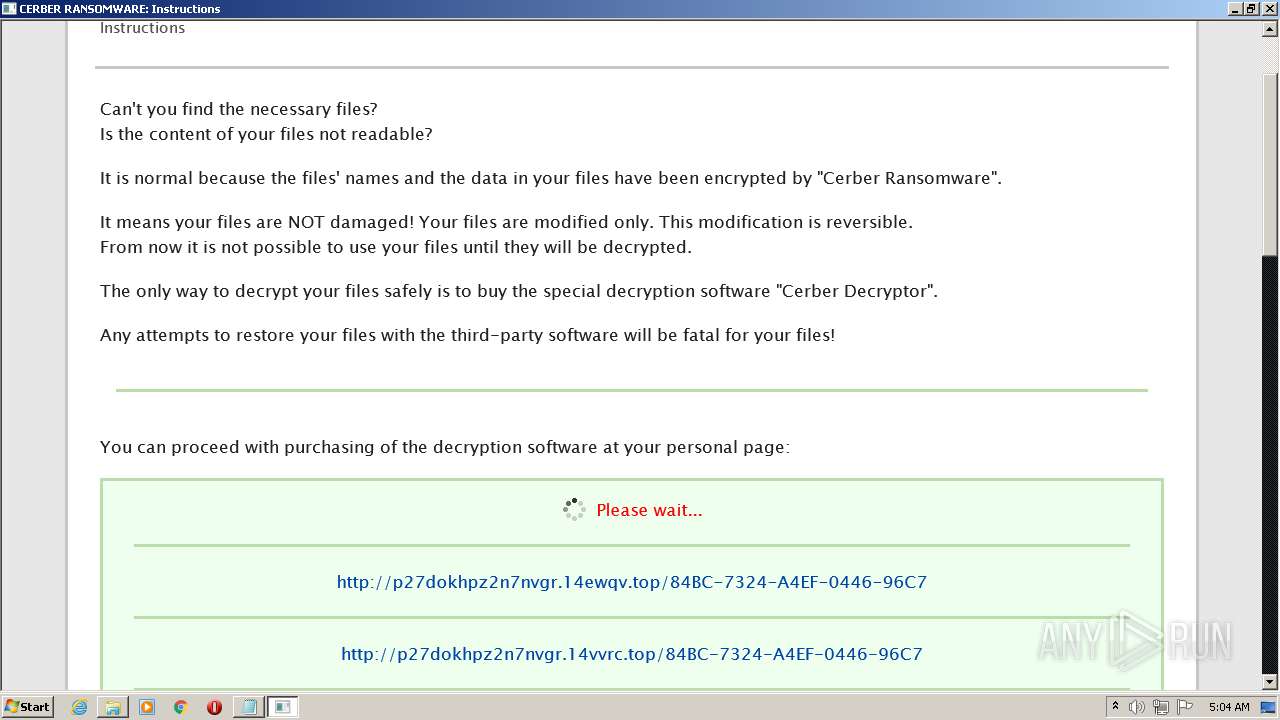 CERBER RANSOMWARE: Instructions
Instructions
Can't you find the necessary files?
Is the content of your files not readable?
It is normal because the files' names and the data in your files have been encrypted by "Cerber Ransomware".
It means your files are NOT damaged! Your files are modified only. This modification is reversible.
From now it is not possible to use your files until they will be decrypted.
The only way to decrypt your files safely is to buy the special decryption software "Cerber Decryptor".
Any attempts to restore your files with the third-party software will be fatal for your files!
You can proceed with purchasing of the decryption software at your personal page:
Please wait...
http://p27dokhpz2n7nvgr.14ewqv.top/84BC-7324-A4EF-0446-96C7
http://p27dokhpz2n7nvgr.14vvrc.top/84BC-7324-A4EF-0446-96C7
ANY RUN
Start
5:04 AM